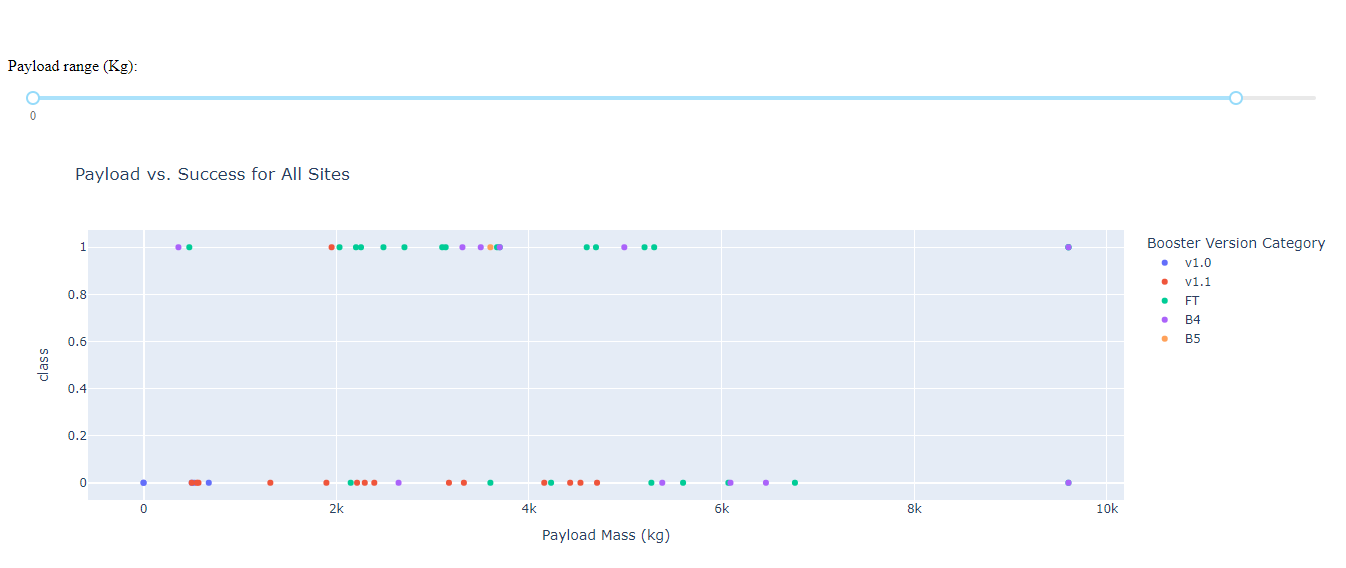 Payload range (Kg):
0
Payload vs. Success for All Sites
Booster Version Category
v1.0
v1.1
FT
B4
B5
class
1
0.8
0.6
0.4
0.2
0
0 2k 4k 6k 8k 10k
Payload Mass (kg)